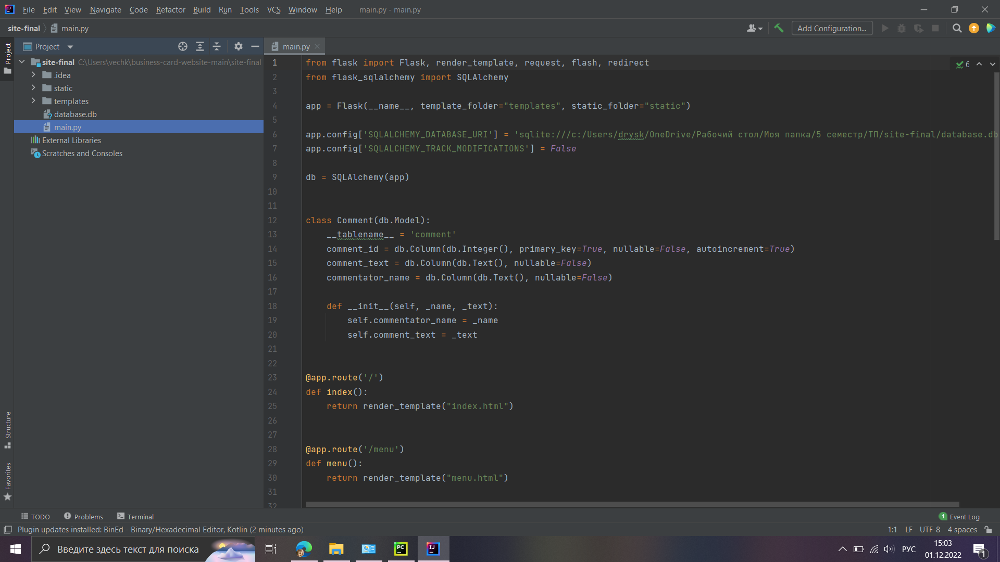 File Edit View Navigate Code Refactor Build Run Tools VCS Window Help main.py - main.py
site-final main.py
Add Configuration...
Project
Project
main.py
site-final C:\Users\vechk\business-card-website-main\site-final
.idea
static
templates
database.db
main.py
External Libraries
Scratches and Consoles
6
1 from flask import Flask, render_template, request, flash, redirect
2 from flask_sqlalchemy import SQLAlchemy
3
4 app = Flask(__name__, template_folder="templates", static_folder="static")
5
6 app.config['SQLALCHEMY_DATABASE_URI'] = 'sqlite:///c:/Users/drysk/OneDrive/Рабочий стол/Моя папка/5 семестр/ТП/site-final/database.db
7 app.config['SQLALCHEMY_TRACK_MODIFICATIONS'] = False
8
9 db = SQLAlchemy(app)
10
11
12 class Comment(db.Model):
13 __tablename__ = 'comment'
14 comment_id = db.Column(db.Integer(), primary_key=True, nullable=False, autoincrement=True)
15 comment_text = db.Column(db.Text(), nullable=False)
16 commentator_name = db.Column(db.Text(), nullable=False)
17
18 def __init__(self, _name, _text):
19 self.commentator_name = _name
20 self.comment_text = _text
21
22
23 @app.route('/')
24 def index():
25 return render_template("index.html")
26
27
28 @app.route('/menu')
29 def menu():
30 return render_template("menu.html")
31
32
Structure
Favorites
TODO Problems Terminal
1 Event Log
Plugin updates installed: BinEd - Binary/Hexadecimal Editor, Kotlin (2 minutes ago)
1:1 LF UTF-8 4 spaces
Введите здесь текст для поиска
PC
IJ
РУС
15:03
01.12.2022
1